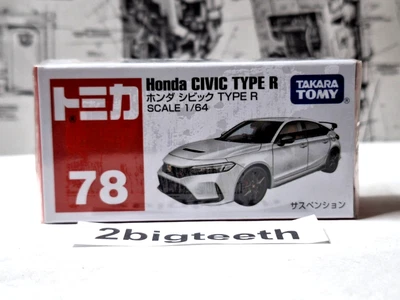 トミカ
78
Honda CIVIC TYPE R
ホンダ シビック TYPE R
SCALE 1/64
TAKARA
TOMY
サスペンション
2bigteeth